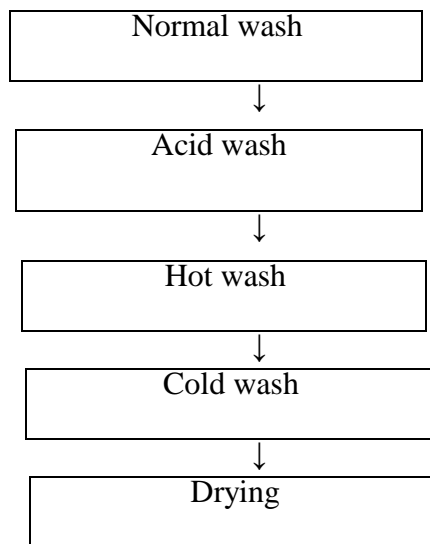 Normal wash
↓
Acid wash
↓
Hot wash
↓
Cold wash
↓
Drying